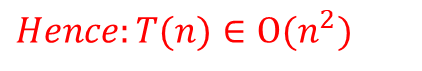 Hence: T(n) ∈ O(n²)